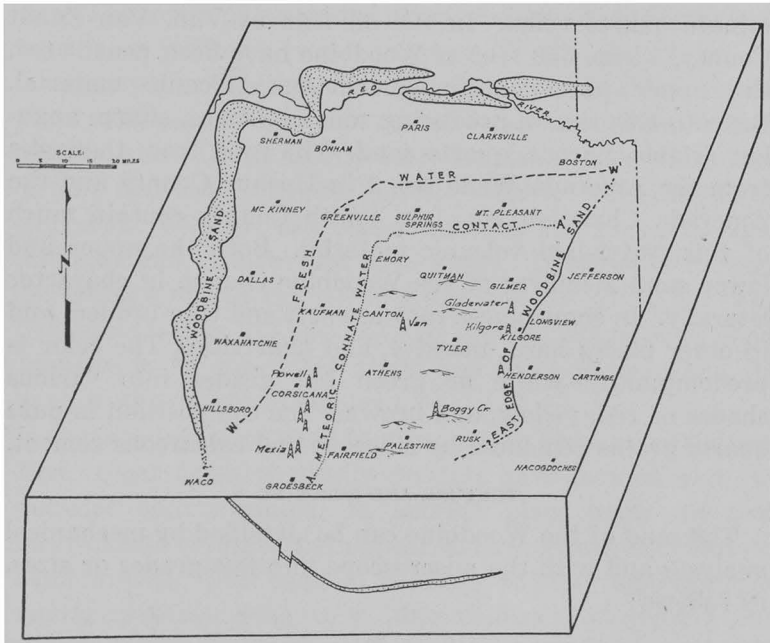 RED
RIVER
SCALE:
0 5 10 15 20 MILES
N
SHERMAN
BONHAM
PARIS
CLARKSVILLE
BOSTON
WATER
W
MCKINNEY
GREENVILLE
SULPHUR
SPRINGS
MT. PLEASANT
CONTACT
A'
?
EMORY
QUITMAN
GILMER
JEFFERSON
WOODBINE SAND
DALLAS
FRESH
KAUFMAN
CANTON
Van
Gladewater
Kilgore
KILGORE
LONGVIEW
WOODBINE SAND
WAXAHATCHIE
TYLER
METEORIC-CONNATE WATER
Powell
CORSICANA
ATHENS
HENDERSON
CARTHAGE
HILLSBORO
W
Boggy Cr.
EAST EDGE OF
Mexia
FAIRFIELD
PALESTINE
RUSK
?
A
NACOGDOCHES
?
WACO
GROESBECK